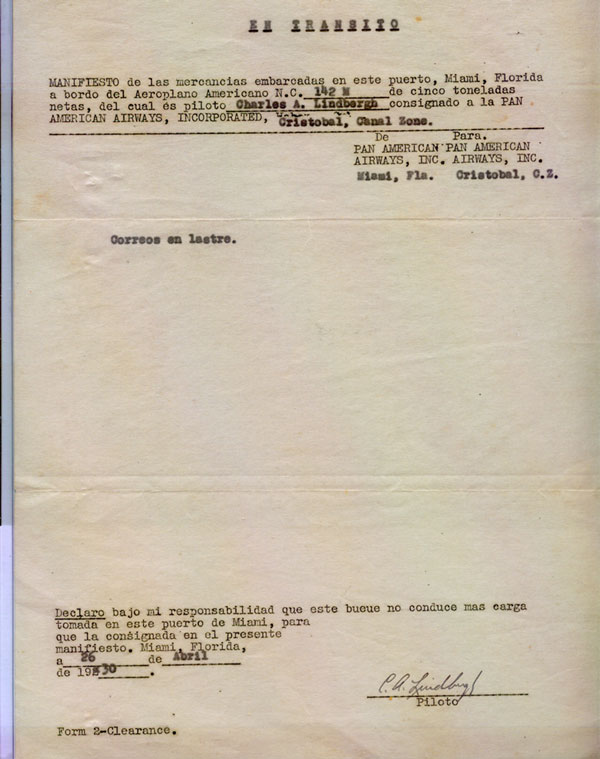 EN TRANSITO
MANIFIESTO de las mercancias embarcadas en este puerto, Miami, Florida
a bordo del Aeroplano Americano N.C. 142 M de cinco toneladas
netas, del cual és piloto Charles A. Lindbergh consignado a la PAN
AMERICAN AIRWAYS, INCORPORATED, Cristobal, Canal Zone.
De Para.
PAN AMERICAN PAN AMERICAN
AIRWAYS, INC. AIRWAYS, INC.
Miami, Fla. Cristobal, C.Z.
Correos en lastre.
Declaro bajo mi responsabilidad que este bueue no conduce mas carga
tomada en este puerto de Miami, para
que la consignada en el presente
manifiesto. Miami, Florida,
a 26 de Abril
de 1930.
C. A. Lindbergh
Piloto
Form 2-Clearance.